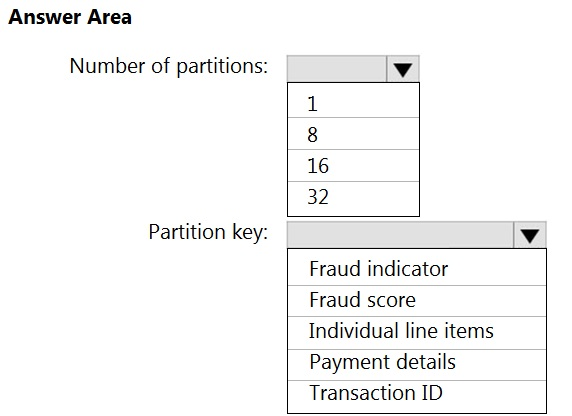 Answer Area
Number of partitions:
1
8
16
32
Partition key:
Fraud indicator
Fraud score
Individual line items
Payment details
Transaction ID